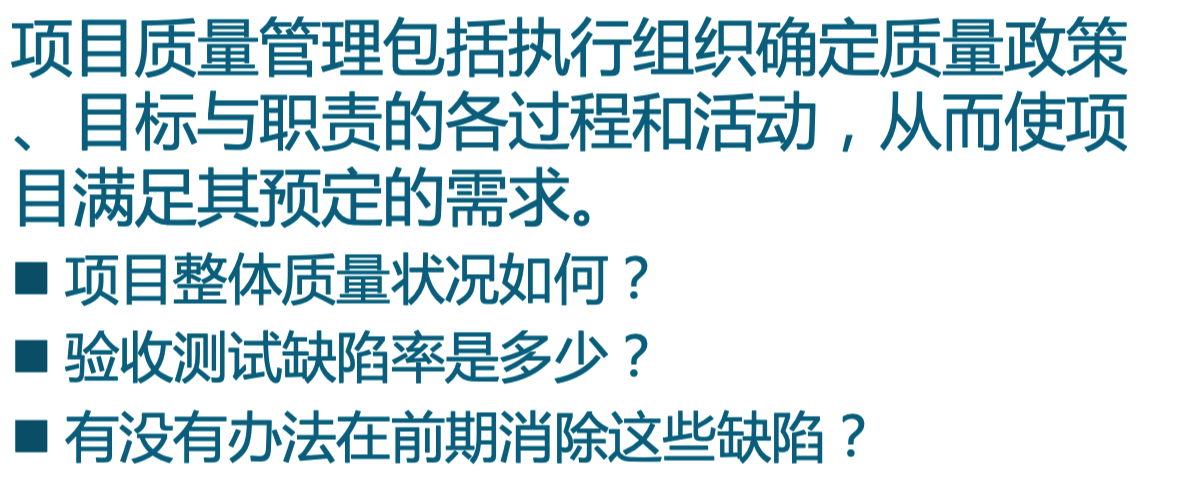 项目质量管理包括执行组织确定质量政策
、目标与职责的各过程和活动，从而使项
目满足其预定的需求。
■ 项目整体质量状况如何？
■ 验收测试缺陷率是多少？
■ 有没有办法在前期消除这些缺陷？